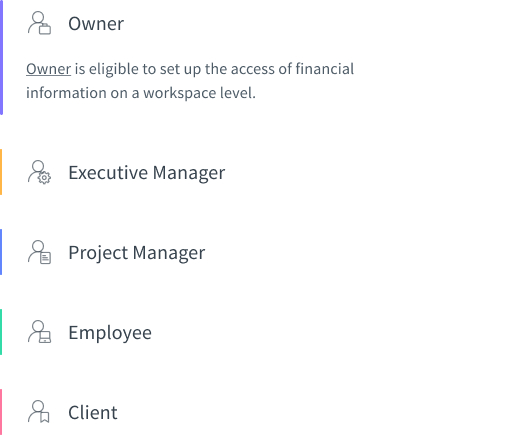 Owner
Owner is eligible to set up the access of financial
information on a workspace level.
Executive Manager
Project Manager
Employee
Client